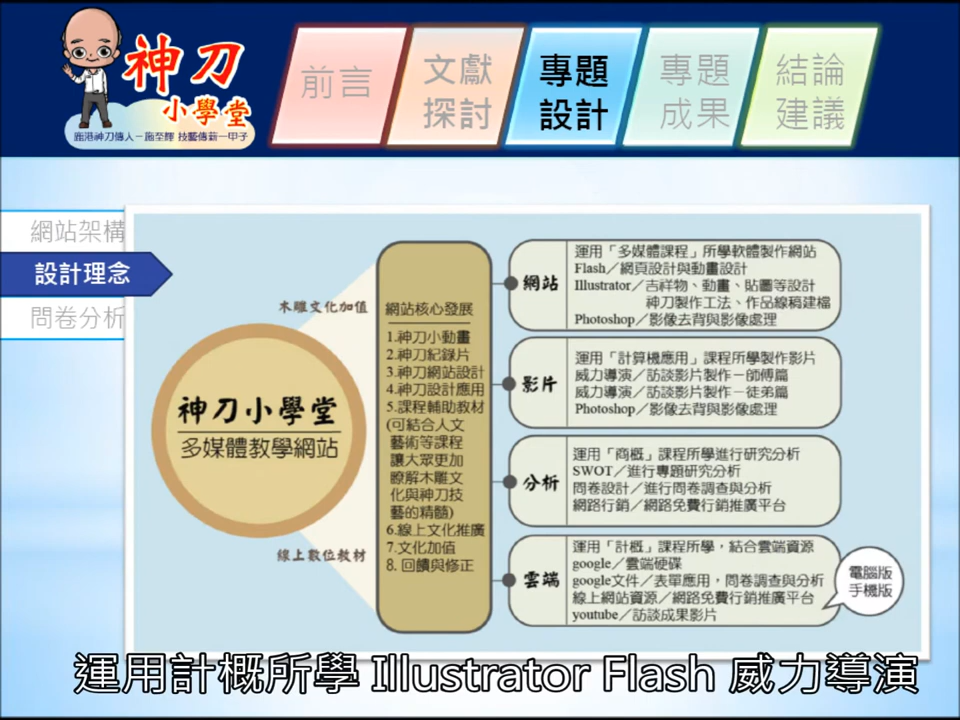 神刀
小學堂
鹿港神刀傳人－施至輝 技藝傳薪一甲子
前言
文獻
探討
專題
設計
專題
成果
結論
建議
網站架構
設計理念
問卷分析
木雕文化加值
神刀小學堂
多媒體教學網站
線上數位教材
網站核心發展
1.神刀小動畫
2.神刀紀錄片
3.神刀網站設計
4.神刀設計應用
5.課程輔助教材
(可結合人文
藝術等課程
讓大眾更加
瞭解木雕文
化與神刀技
藝的精髓)
6.線上文化推廣
7.文化加值
8. 回饋與修正
網站
運用「多媒體課程」所學軟體製作網站
Flash／網頁設計與動畫設計
Illustrator／吉祥物、動畫、貼圖等設計
神刀製作工法、作品線稿建檔
Photoshop／影像去背與影像處理
影片
運用「計算機應用」課程所學製作影片
威力導演／訪談影片製作－師傅篇
威力導演／訪談影片製作－徒弟篇
Photoshop／影像去背與影像處理
分析
運用「商概」課程所學進行研究分析
SWOT／進行專題研究分析
問卷設計／進行問卷調查與分析
網路行銷／網路免費行銷推廣平台
雲端
運用「計概」課程所學，結合雲端資源
google／雲端硬碟
google文件／表單應用，問卷調查與分析
線上網站資源／網路免費行銷推廣平台
youtube／訪談成果影片
電腦版
手機版
運用計概所學 Illustrator Flash 威力導演